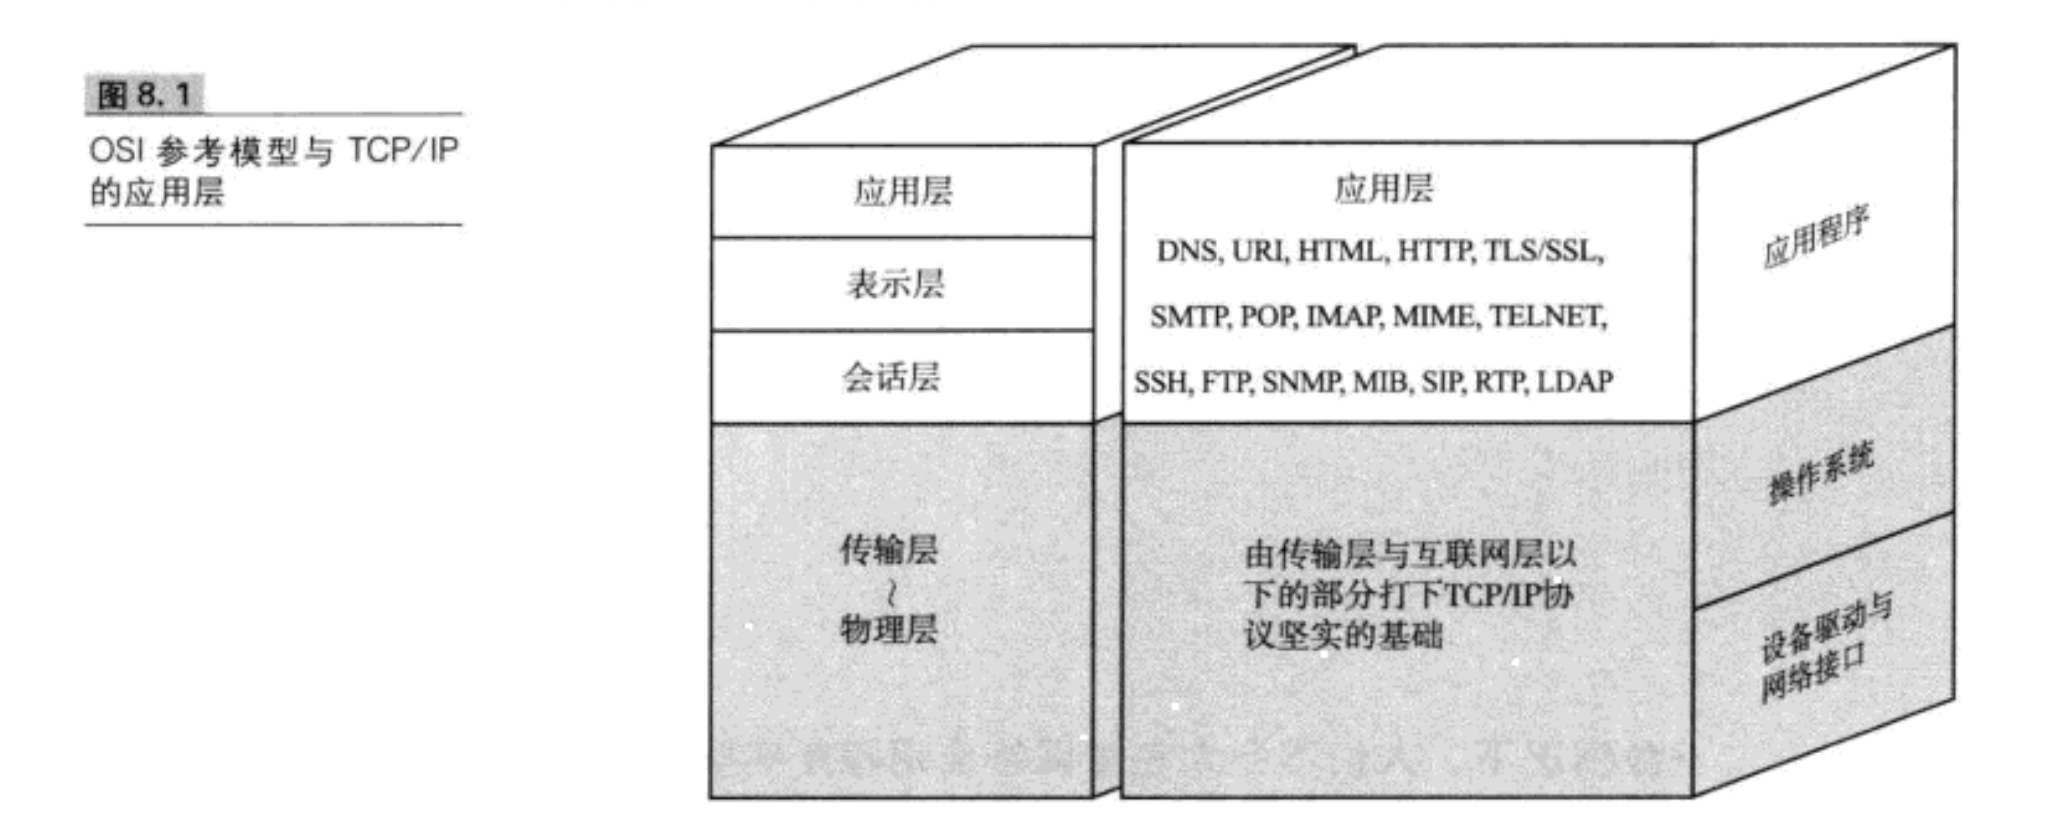 图 8.1
OSI 参考模型与 TCP/IP
的应用层
应用层
表示层
会话层
传输层
~
物理层
应用层
DNS, URI, HTML, HTTP, TLS/SSL,
SMTP, POP, IMAP, MIME, TELNET,
SSH, FTP, SNMP, MIB, SIP, RTP, LDAP
由传输层与互联网层以
下的部分打下TCP/IP协
议坚实的基础
应用程序
操作系统
设备驱动与
网络接口